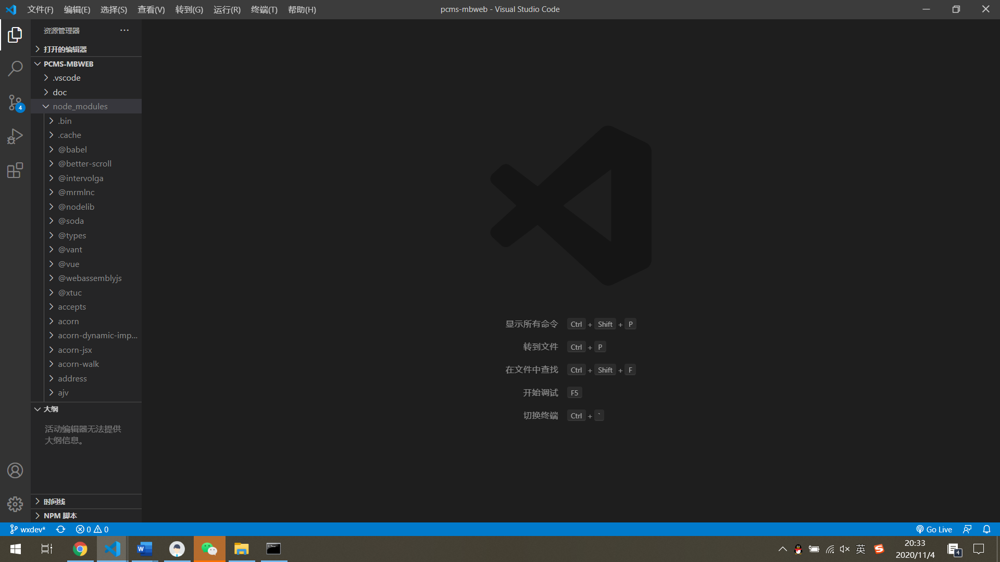 文件(F) 编辑(E) 选择(S) 查看(V) 转到(G) 运行(R) 终端(T) 帮助(H)
pcms-mbweb - Visual Studio Code
资源管理器
打开的编辑器
PCMS-MBWEB
.vscode
doc
node_modules
.bin
.cache
@babel
@better-scroll
@intervolga
@mrmlnc
@nodelib
@soda
@types
@vant
@vue
@webassemblyjs
@xtuc
accepts
acorn
acorn-dynamic-imp...
acorn-jsx
acorn-walk
address
ajv
大纲
活动编辑器无法提供
大纲信息。
时间线
NPM 脚本
4
显示所有命令 Ctrl + Shift + P
转到文件 Ctrl + P
在文件中查找 Ctrl + Shift + F
开始调试 F5
切换终端 Ctrl + `
wxdev* 0 0
Go Live
W
英
S
20:33
2020/11/4
4